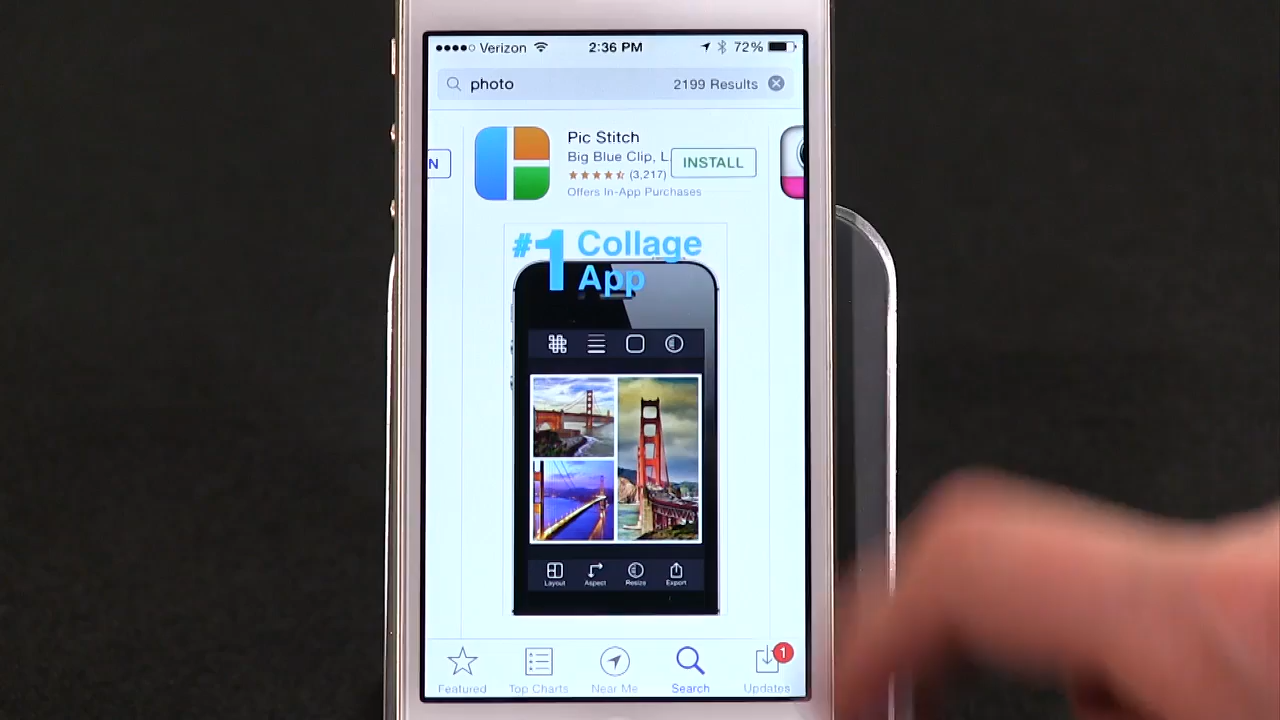 Verizon 2:36 PM 72%
photo 2199 Results
N
Pic Stitch
Big Blue Clip, L
INSTALL
(3,217)
Offers In-App Purchases
#1 Collage
App
Layout Aspect Resize Export
1
Featured Top Charts Near Me Search Updates